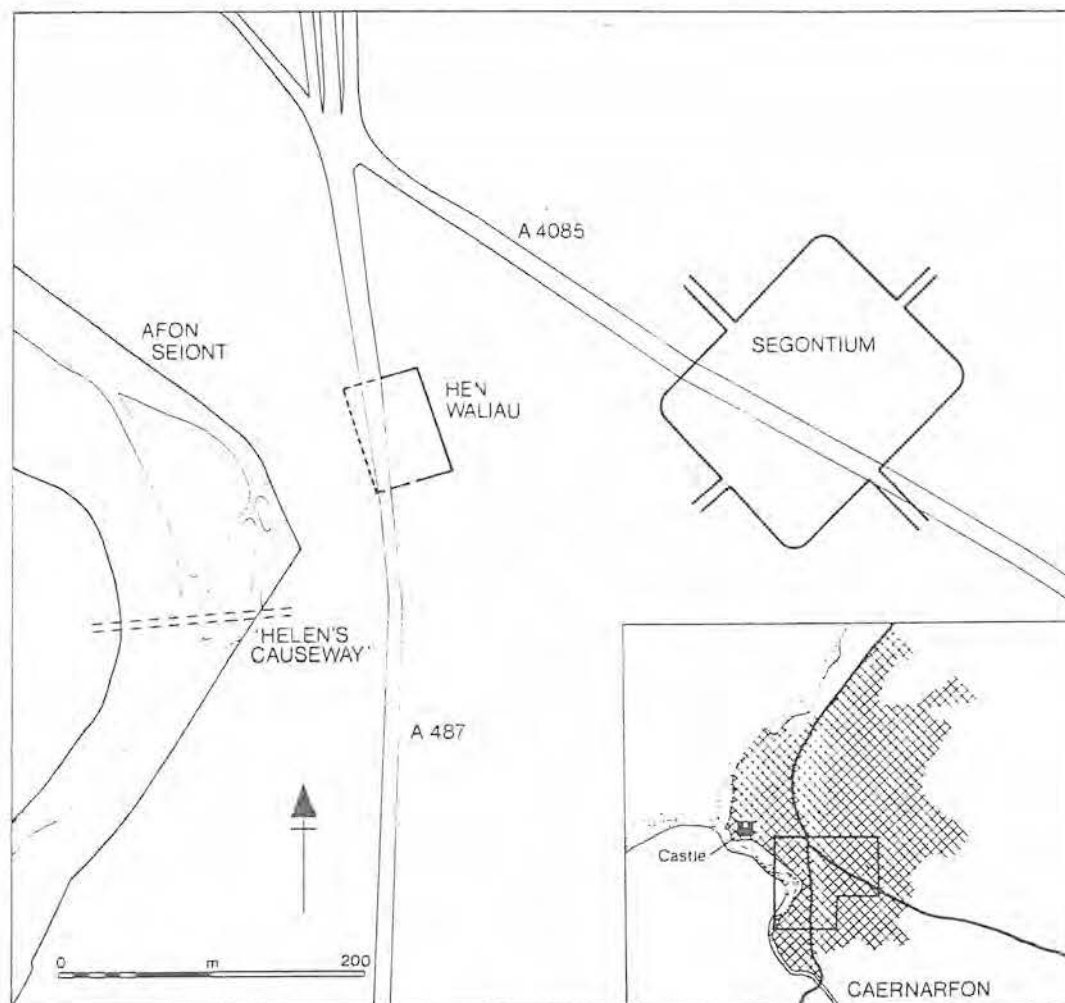 A 4085
AFON
SEIONT
SEGONTIUM
HEN
WALIAU
'HELEN'S
CAUSEWAY'
A 487
Castle
0 m 200
CAERNARFON